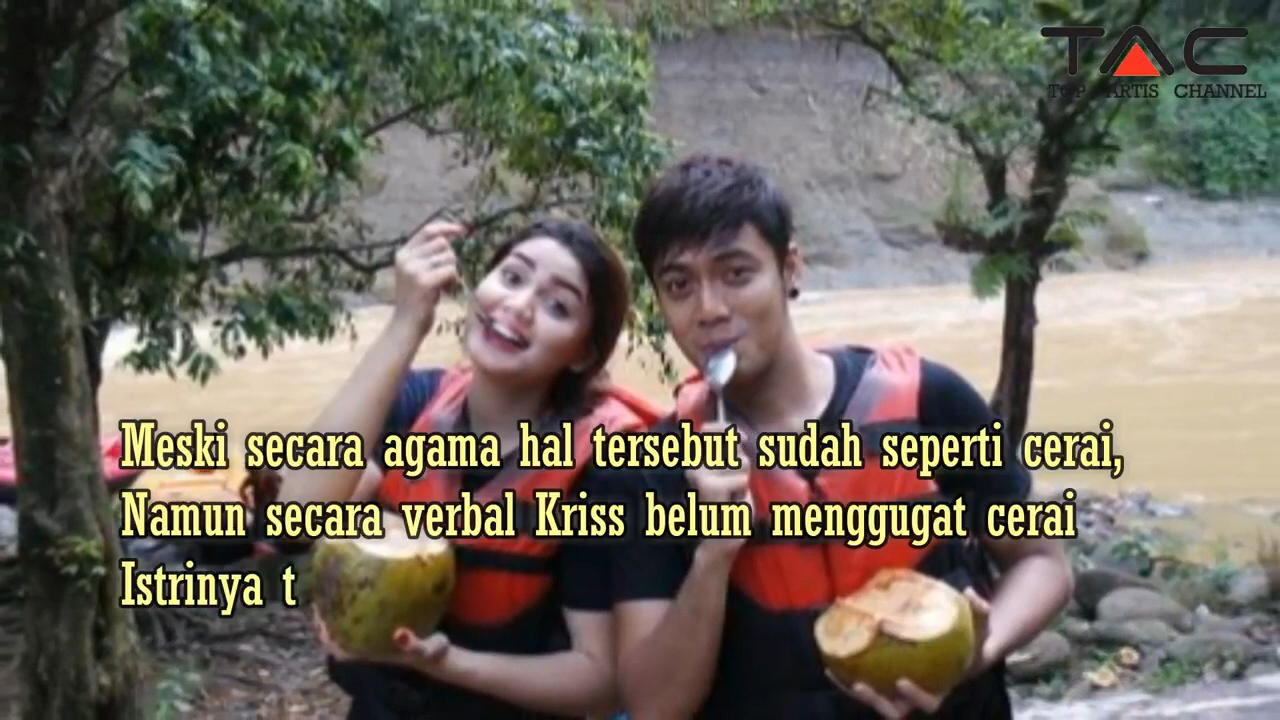 TAC
TOP ARTIS CHANNEL
Meski secara agama hal tersebut sudah seperti cerai,
Namun secara verbal Kriss belum menggugat cerai
Istrinya t